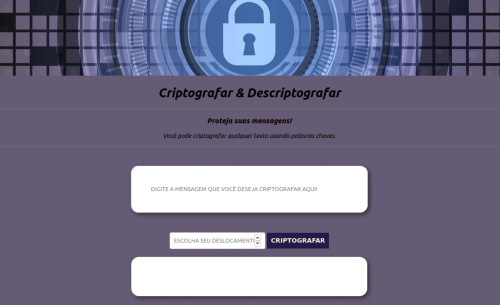 Criptografar & Descriptografar
Proteja suas mensagens!
Você pode criptografar qualquer texto usando palavras chaves.
DIGITE A MENSAGEM QUE VOCÊ DESEJA CRIPTOGRAFAR AQUI!
ESCOLHA SEU DESLOCAMENTO CRIPTOGRAFAR